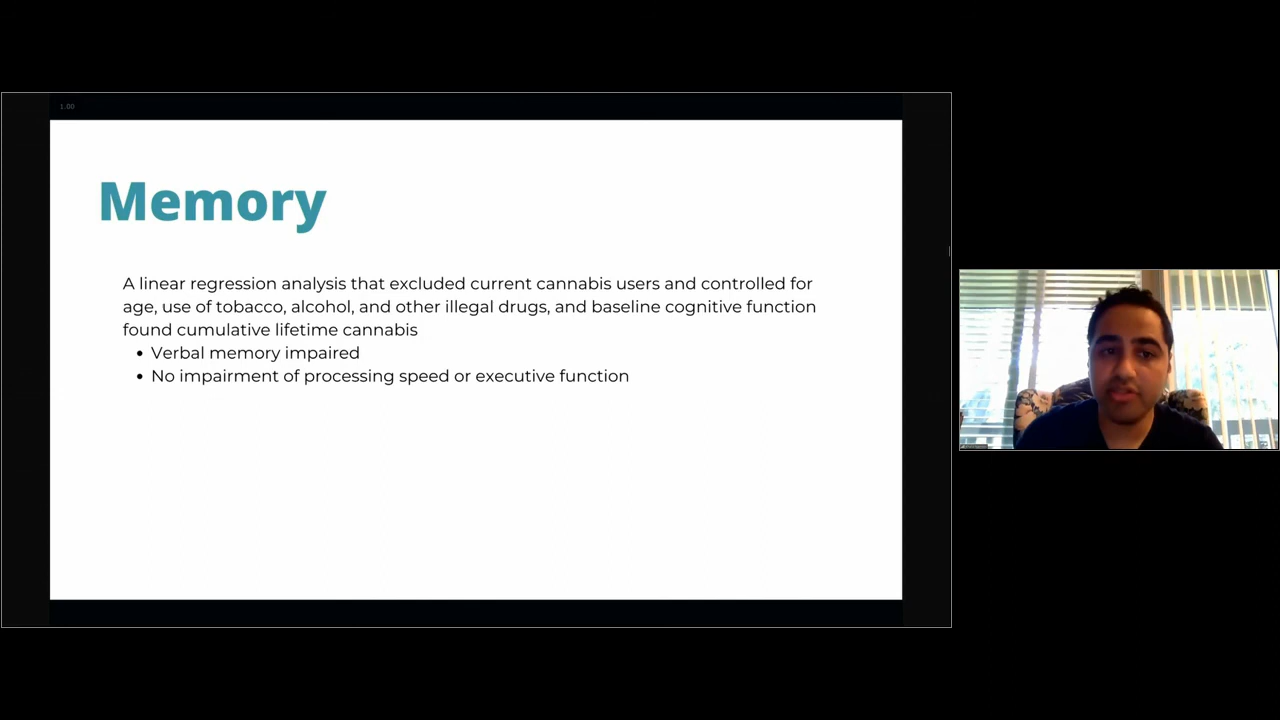 1.00
Memory
A linear regression analysis that excluded current cannabis users and controlled for
age, use of tobacco, alcohol, and other illegal drugs, and baseline cognitive function
found cumulative lifetime cannabis
• Verbal memory impaired
• No impairment of processing speed or executive function